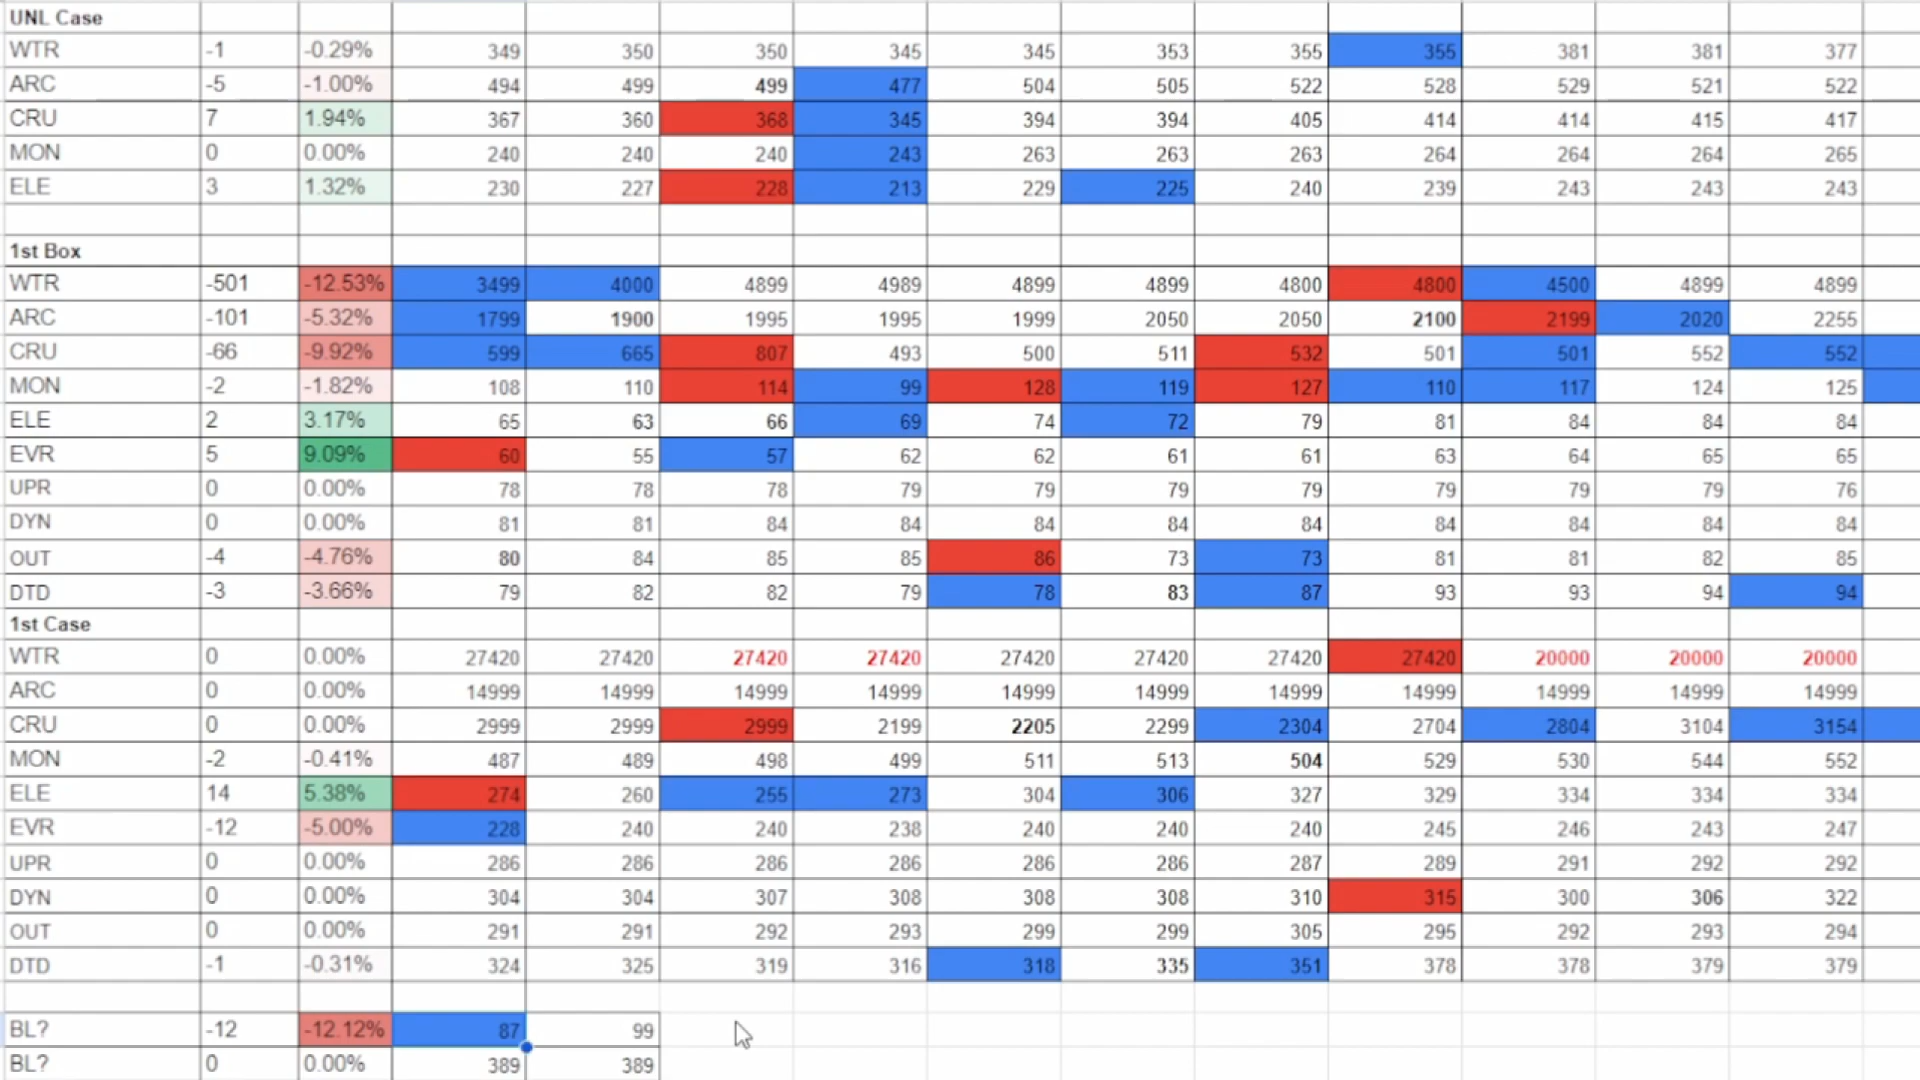 UNL Case
WTR -1 -0.29% 349 350 350 345 345 353 355 355 381 381 377
ARC -5 -1.00% 494 499 499 477 504 505 522 528 529 521 522
CRU 7 1.94% 367 360 368 345 394 394 405 414 414 415 417
MON 0 0.00% 240 240 240 243 263 263 263 264 264 264 265
ELE 3 1.32% 230 227 228 213 229 225 240 239 243 243 243
1st Box
WTR -501 -12.53% 3499 4000 4899 4989 4899 4899 4800 4800 4500 4899 4899
ARC -101 -5.32% 1799 1900 1995 1995 1999 2050 2050 2100 2199 2020 2255
CRU -66 -9.92% 599 665 807 493 500 511 532 501 501 552 552
MON -2 -1.82% 108 110 114 99 128 119 127 110 117 124 125
ELE 2 3.17% 65 63 66 69 74 72 79 81 84 84 84
EVR 5 9.09% 60 55 57 62 62 61 61 63 64 65 65
UPR 0 0.00% 78 78 78 79 79 79 79 79 79 79 76
DYN 0 0.00% 81 81 84 84 84 84 84 84 84 84 84
OUT -4 -4.76% 80 84 85 85 86 73 73 81 81 82 85
DTD -3 -3.66% 79 82 82 79 78 83 87 93 93 94 94
1st Case
WTR 0 0.00% 27420 27420 27420 27420 27420 27420 27420 27420 20000 20000 20000
ARC 0 0.00% 14999 14999 14999 14999 14999 14999 14999 14999 14999 14999 14999
CRU 0 0.00% 2999 2999 2999 2199 2205 2299 2304 2704 2804 3104 3154
MON -2 -0.41% 487 489 498 499 511 513 504 529 530 544 552
ELE 14 5.38% 274 260 255 273 304 306 327 329 334 334 334
EVR -12 -5.00% 228 240 240 238 240 240 240 245 246 243 247
UPR 0 0.00% 286 286 286 286 286 286 287 289 291 292 292
DYN 0 0.00% 304 304 307 308 308 308 310 315 300 306 322
OUT 0 0.00% 291 291 292 293 299 299 305 295 292 293 294
DTD -1 -0.31% 324 325 319 316 318 335 351 378 378 379 379
BL? -12 -12.12% 87 99
BL? 0 0.00% 389 389